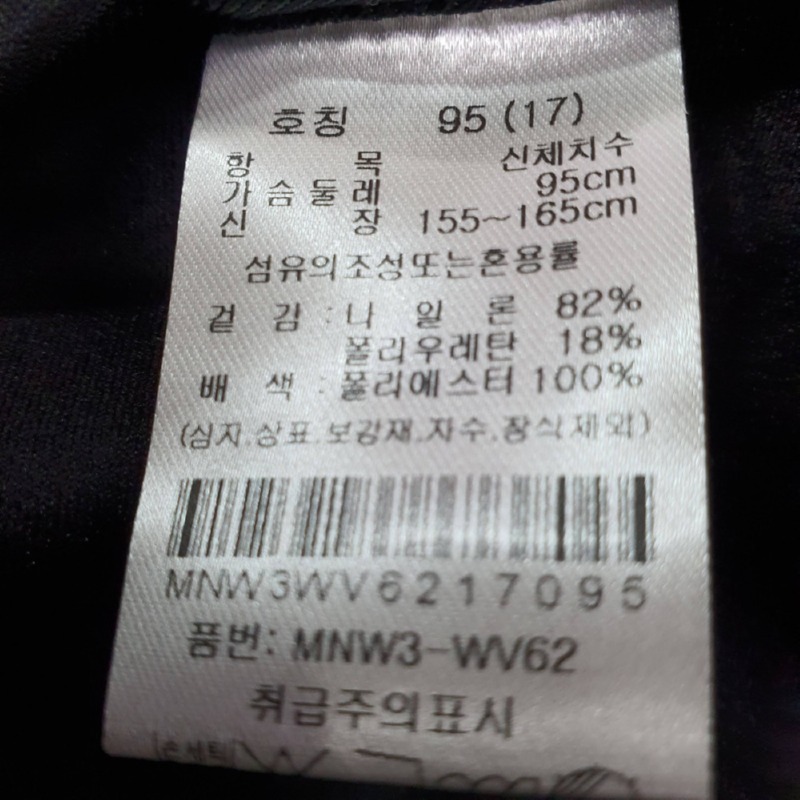 호칭 95 (17)
항 목 신체치수
가슴둘레 95cm
신 장 155~165cm
섬유의조성또는혼용률
겉 감 : 나 일 론 82%
폴리우레탄 18%
배 색 : 폴리에스터 100%
(심지,상표,보강재,자수,장식제외)
MNW3WV6217095
품번: MNW3-WV62
취급주의표시
손세탁